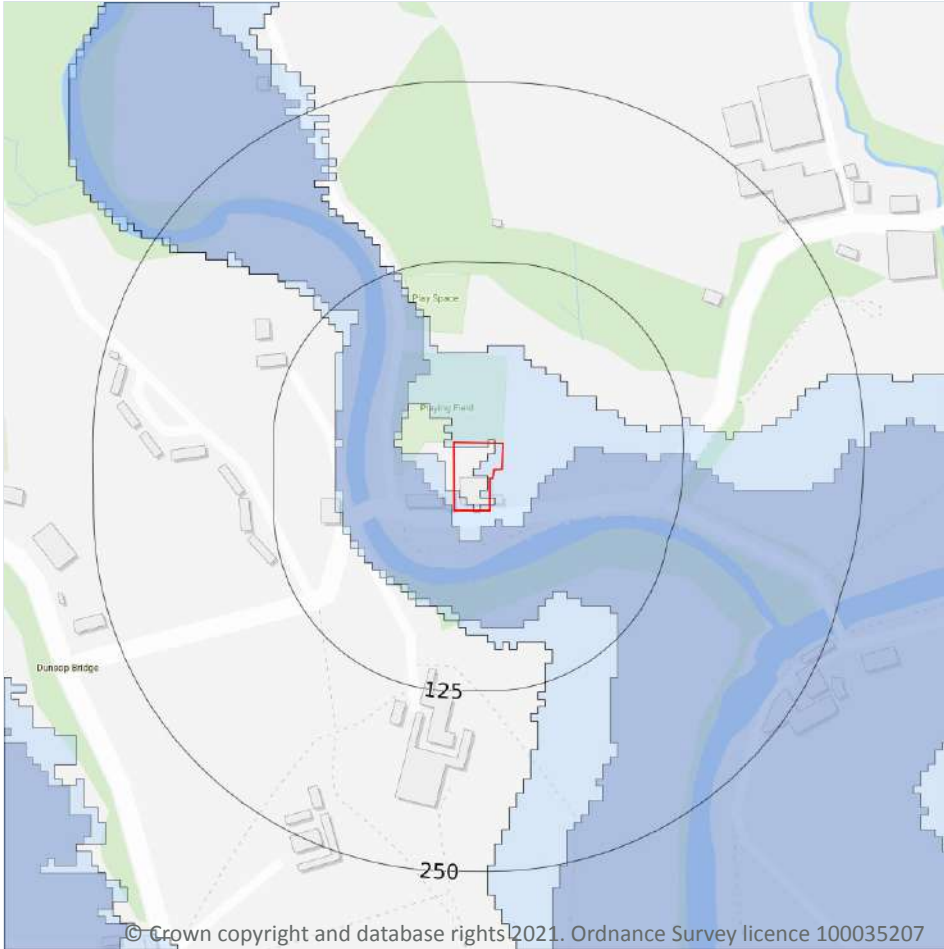 Play Space
Playing Field
Dunsop Bridge
125
250
© Crown copyright and database rights 2021. Ordnance Survey licence 100035207